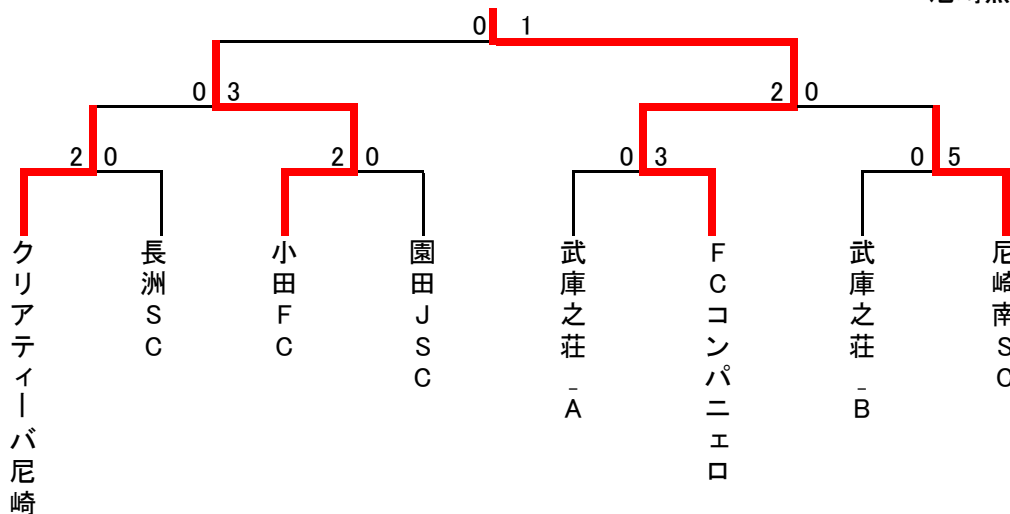 0 1
0 3
2 0
2 0
2 0
0 3
0 5
クリアティーバ尼崎
長洲SC
小田FC
園田JSC
武庫之荘_A
FCコンパニェロ
武庫之荘_B
尼崎南SC